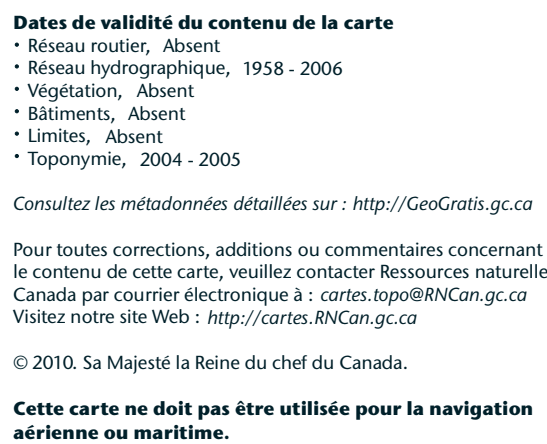 Dates de validité du contenu de la carte
• Réseau routier, Absent
• Réseau hydrographique, 1958 - 2006
• Végétation, Absent
• Bâtiments, Absent
• Limites, Absent
• Toponymie, 2004 - 2005
Consultez les métadonnées détaillées sur : http://GeoGratis.gc.ca
Pour toutes corrections, additions ou commentaires concernant
le contenu de cette carte, veuillez contacter Ressources naturelle
Canada par courrier électronique à : cartes.topo@RNCan.gc.ca
Visitez notre site Web : http://cartes.RNCan.gc.ca
© 2010. Sa Majesté la Reine du chef du Canada.
Cette carte ne doit pas être utilisée pour la navigation
aérienne ou maritime.